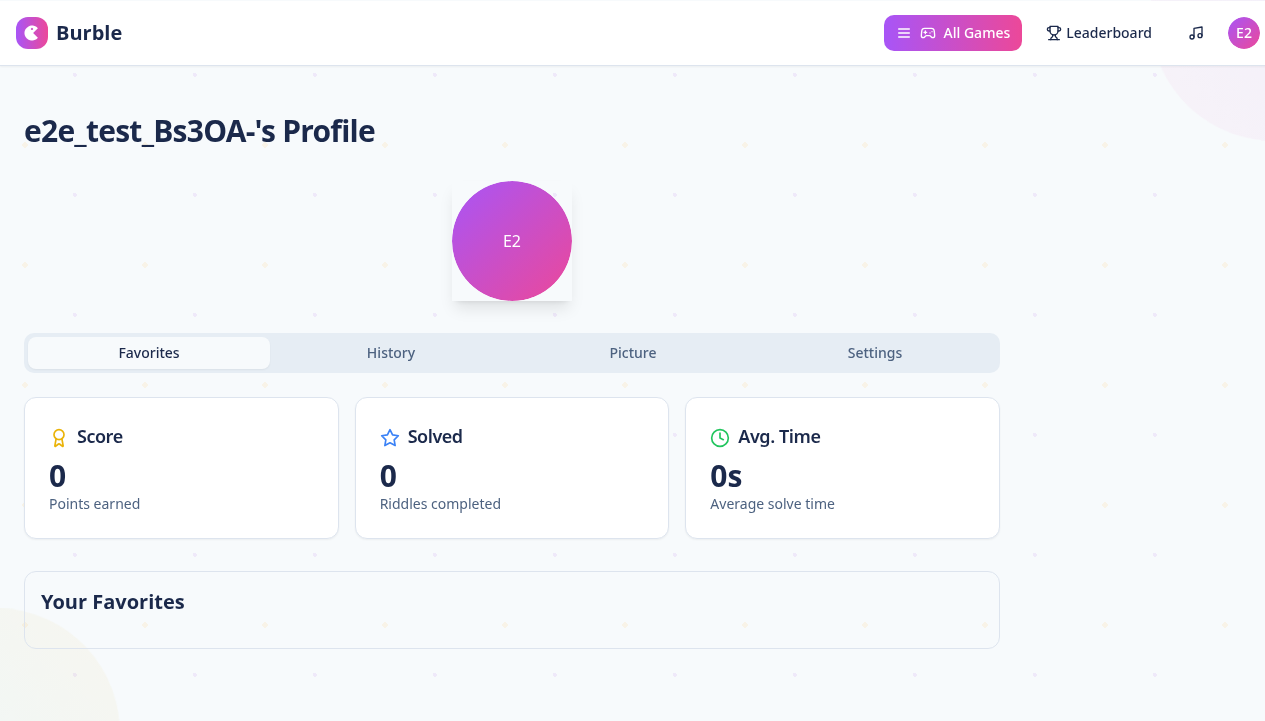 Burble
All Games
Leaderboard
E2
e2e_test_Bs3OA-'s Profile
E2
Favorites
History
Picture
Settings
Score
0
Points earned
Solved
0
Riddles completed
Avg. Time
0s
Average solve time
Your Favorites